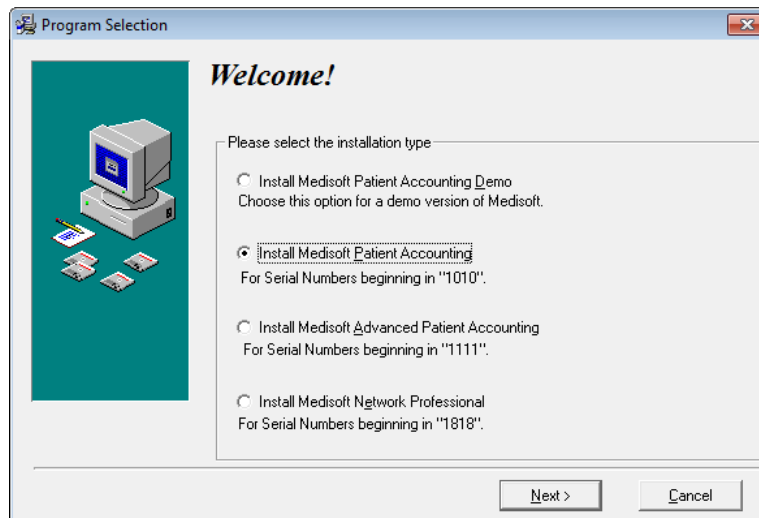 Program Selection
Welcome!
Please select the installation type
Install Medisoft Patient Accounting Demo
Choose this option for a demo version of Medisoft.
Install Medisoft Patient Accounting
For Serial Numbers beginning in "1010".
Install Medisoft Advanced Patient Accounting
For Serial Numbers beginning in "1111".
Install Medisoft Network Professional
For Serial Numbers beginning in "1818".
Next >
Cancel